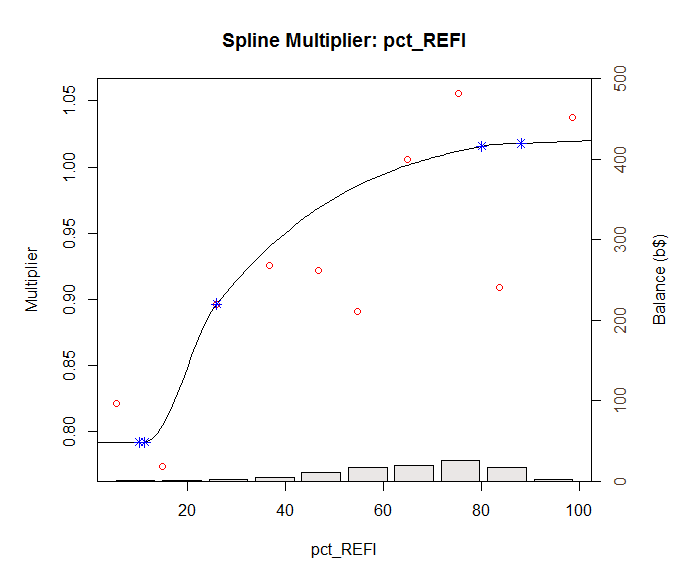 Spline Multiplier: pct_REFI
Multiplier
0.80 0.85 0.90 0.95 1.00 1.05
0 100 200 300 400 500
Balance (b$)
20 40 60 80 100
pct_REFI